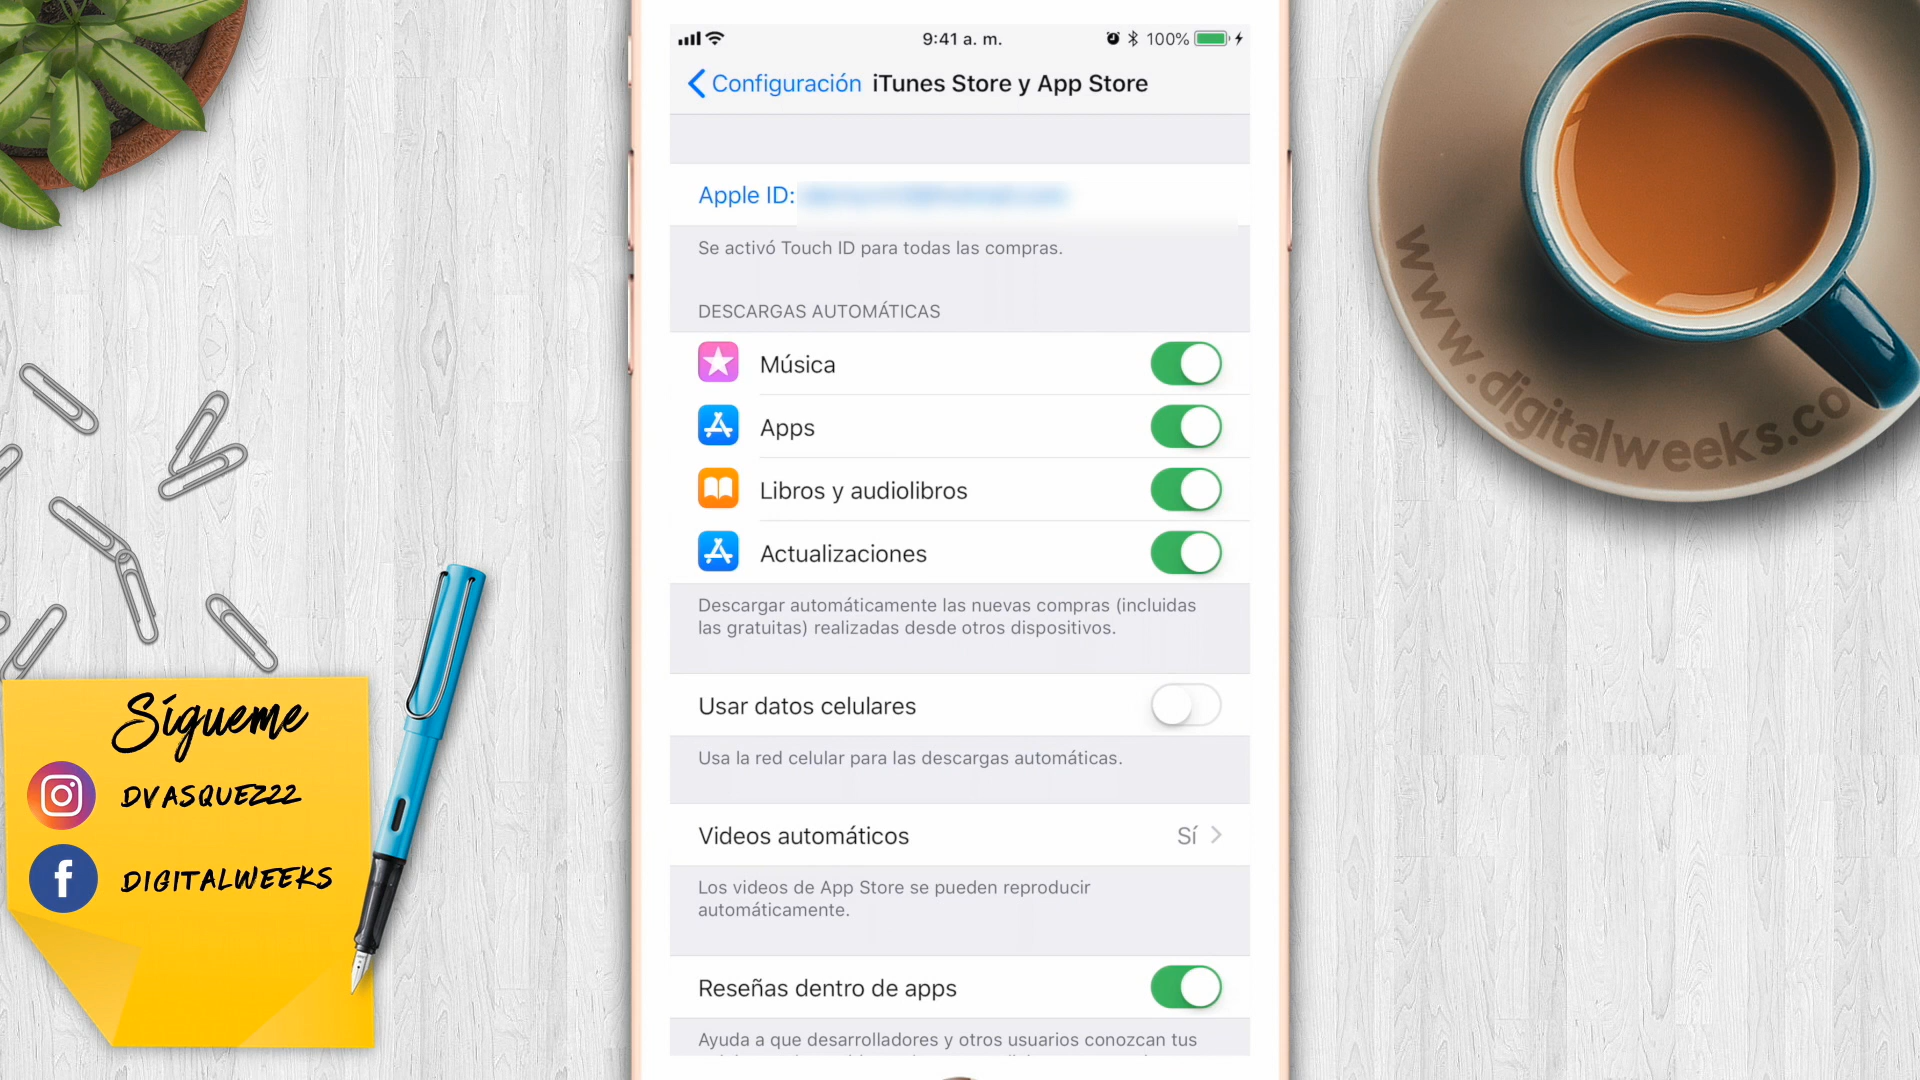 9:41 a. m.
100%
Configuración
iTunes Store y App Store
Apple ID:
Se activó Touch ID para todas las compras.
DESCARGAS AUTOMÁTICAS
Música
Apps
Libros y audiolibros
Actualizaciones
Descargar automáticamente las nuevas compras (incluidas
las gratuitas) realizadas desde otros dispositivos.
Usar datos celulares
Usa la red celular para las descargas automáticas.
Videos automáticos
Sí
Los videos de App Store se pueden reproducir
automáticamente.
Reseñas dentro de apps
Ayuda a que desarrolladores y otros usuarios conozcan tus
Sígueme
DVASQUEZ22
DIGITALWEEKS
www.digitalweeks.co